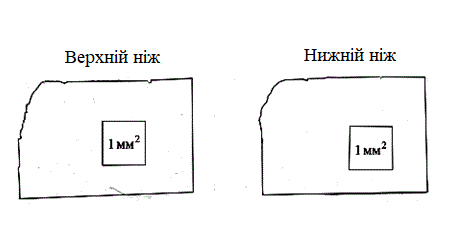 Верхній ніж
Нижній ніж
1 мм²
1 мм²